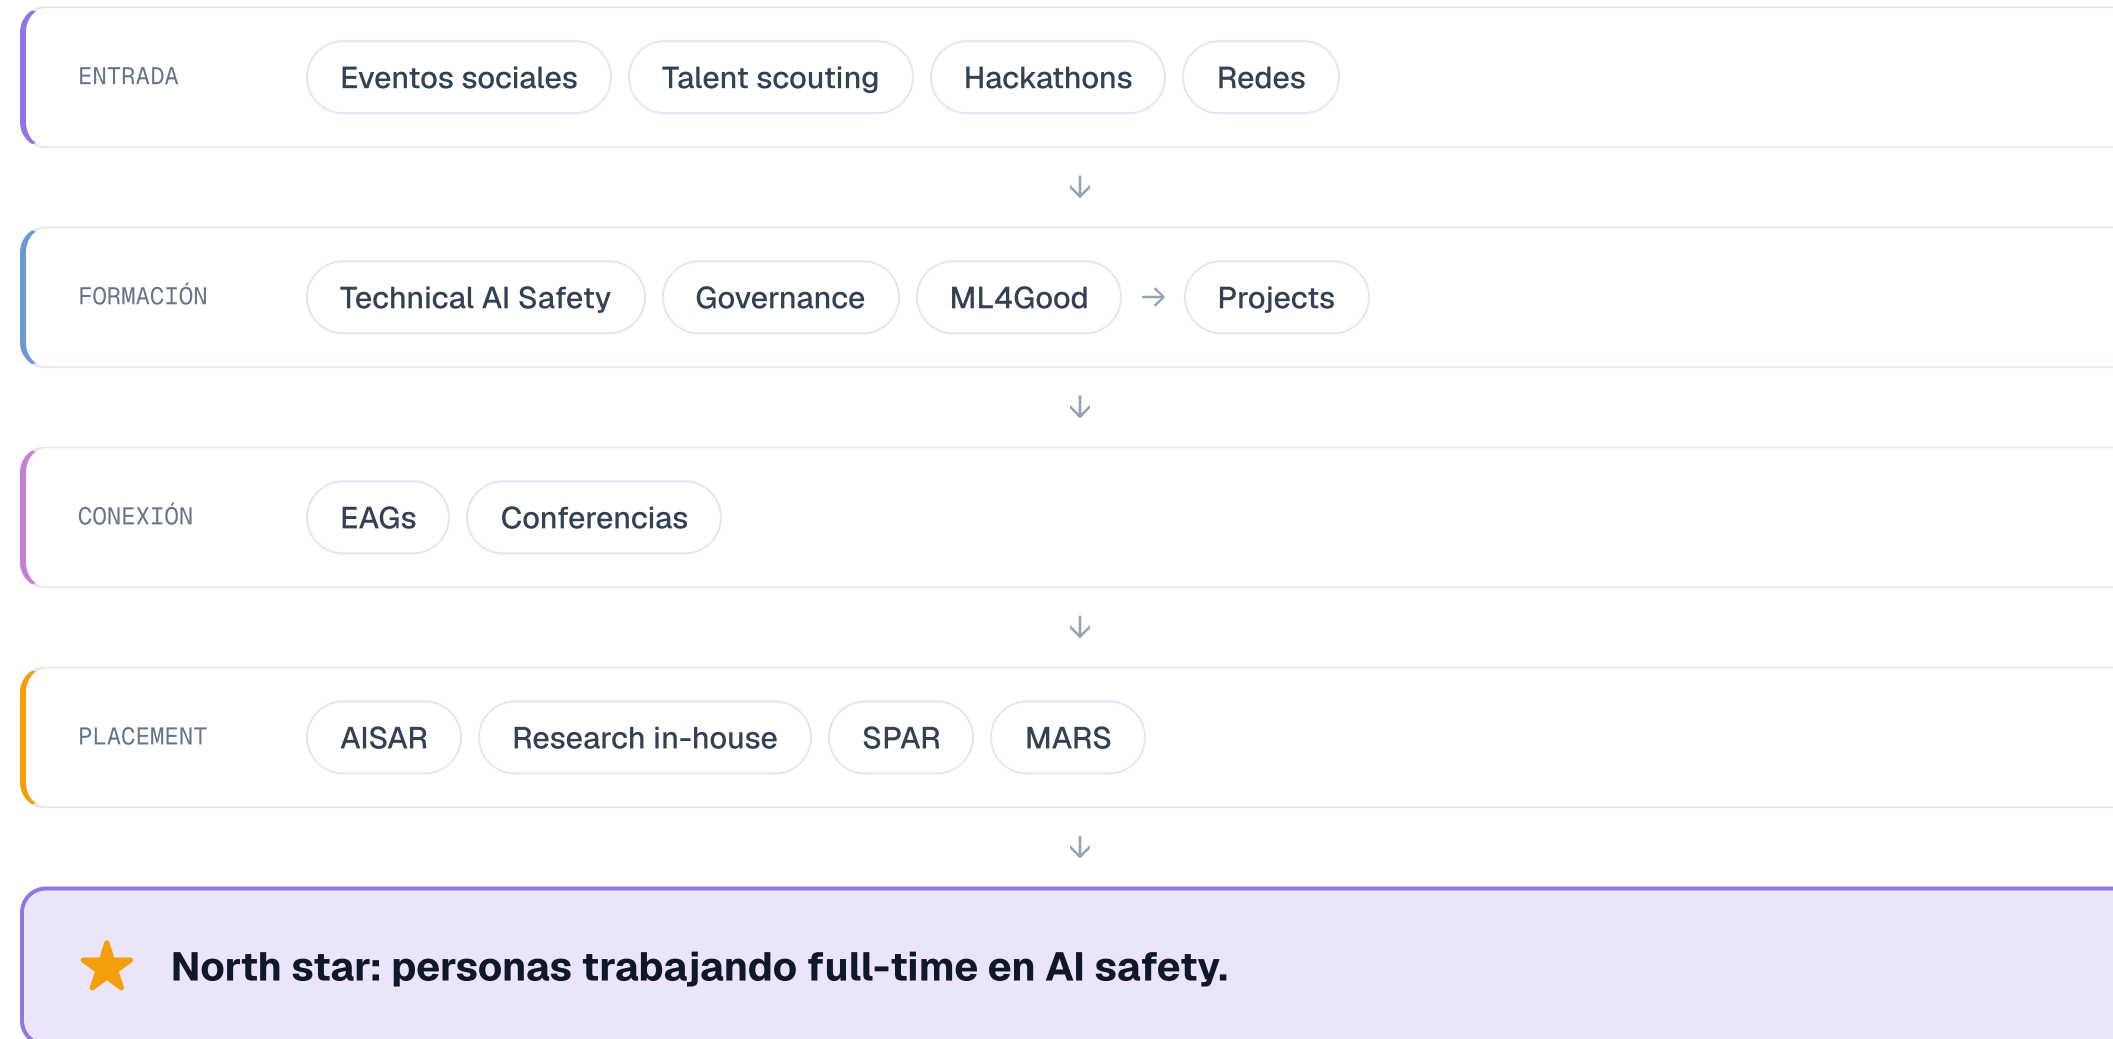 ENTRADA Eventos sociales Talent scouting Hackathons Redes
↓
FORMACIÓN Technical AI Safety Governance ML4Good → Projects
↓
CONEXIÓN EAGs Conferencias
↓
PLACEMENT AISAR Research in-house SPAR MARS
↓
North star: personas trabajando full-time en AI safety.